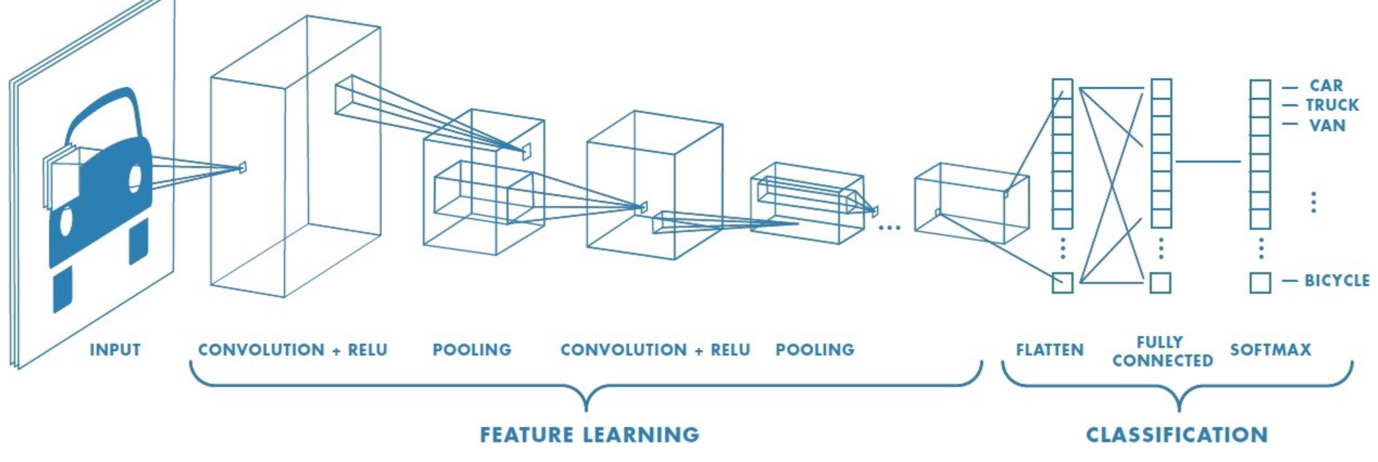 CAR
TRUCK
VAN
BICYCLE
INPUT
CONVOLUTION + RELU
POOLING
CONVOLUTION + RELU
POOLING
FLATTEN
FULLY
CONNECTED
SOFTMAX
FEATURE LEARNING
CLASSIFICATION